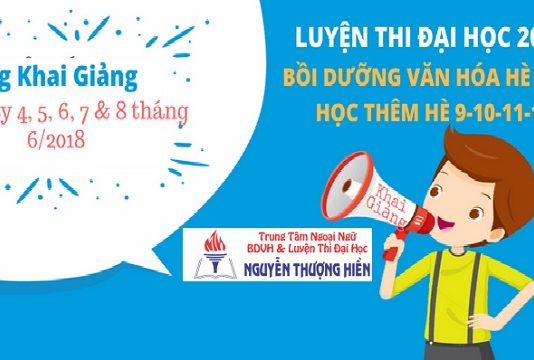 g Khai Giảng
y 4, 5, 6, 7 & 8 tháng
6/2018
LUYỆN THI ĐẠI HỌC 20
BỒI DƯỠNG VĂN HÓA HÈ
HỌC THÊM HÈ 9-10-11-1
Khai
Giảng
Trung Tâm Ngoại Ngữ
BDVH & Luyện Thi Đại Học
NGUYỄN THƯỢNG HIỀN